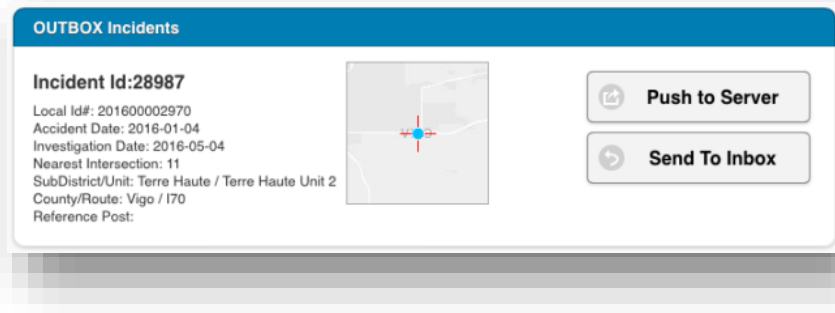 OUTBOX Incidents
Incident Id:28987
Local Id#: 201600002970
Accident Date: 2016-01-04
Investigation Date: 2016-05-04
Nearest Intersection: 11
SubDistrict/Unit: Terre Haute / Terre Haute Unit 2
County/Route: Vigo / I70
Reference Post:
Push to Server
Send To Inbox